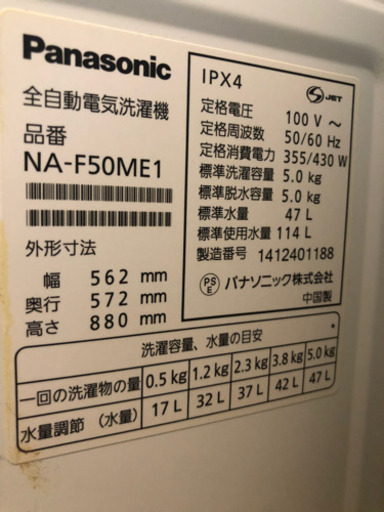 Panasonic
全自動電気洗濯機
品番
NA-F50ME1
外形寸法
幅 562 mm
奥行 572 mm
高さ 880 mm
IPX4
S JET
定格電圧 100 V ～
定格周波数 50/60 Hz
定格消費電力 355/430 W
標準洗濯容量 5.0 kg
標準脱水容量 5.0 kg
標準水量 47 L
標準使用水量 114 L
製造番号 1412401188
PS E パナソニック株式会社
中国製
洗濯容量、水量の目安
一回の洗濯物の量 0.5 kg 1.2 kg 2.3 kg 3.8 kg 5.0 kg
水量調節（水量） 17 L 32 L 37 L 42 L 47 L